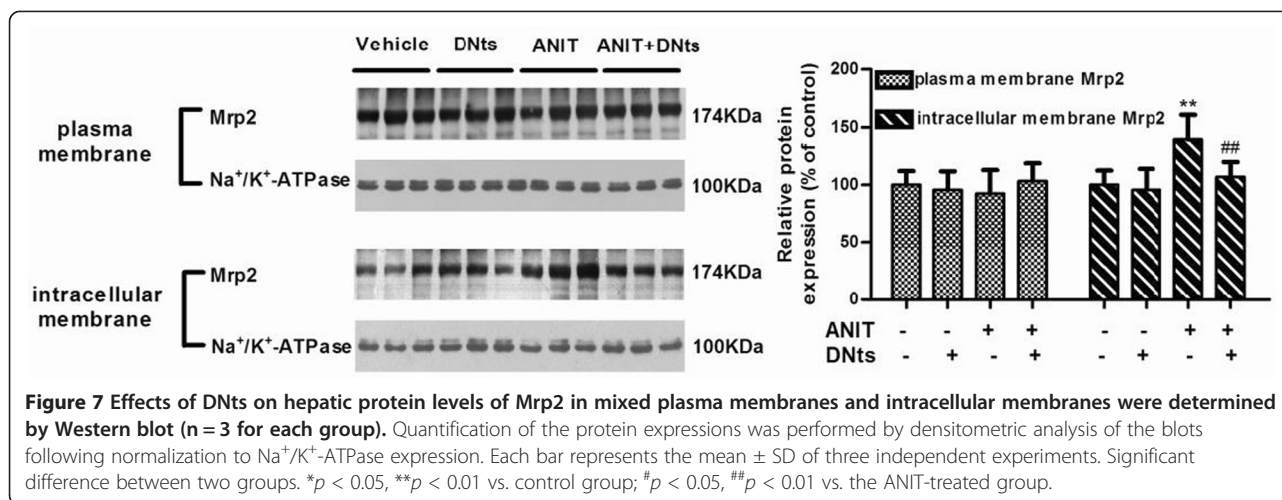 Vehicle DNts ANIT ANIT+DNts
plasma membrane
Mrp2
174KDa
Na⁺/K⁺-ATPase
100KDa
intracellular membrane
Mrp2
174KDa
Na⁺/K⁺-ATPase
100KDa
Relative protein
expression (% of control)
200
150
100
50
0
plasma membrane Mrp2
intracellular membrane Mrp2
**
##
ANIT - - + + - - + +
DNts - + - + - + - +
Figure 7 Effects of DNts on hepatic protein levels of Mrp2 in mixed plasma membranes and intracellular membranes were determined
by Western blot (n = 3 for each group). Quantification of the protein expressions was performed by densitometric analysis of the blots
following normalization to Na⁺/K⁺-ATPase expression. Each bar represents the mean ± SD of three independent experiments. Significant
difference between two groups. *p < 0.05, **p < 0.01 vs. control group; #p < 0.05, ##p < 0.01 vs. the ANIT-treated group.